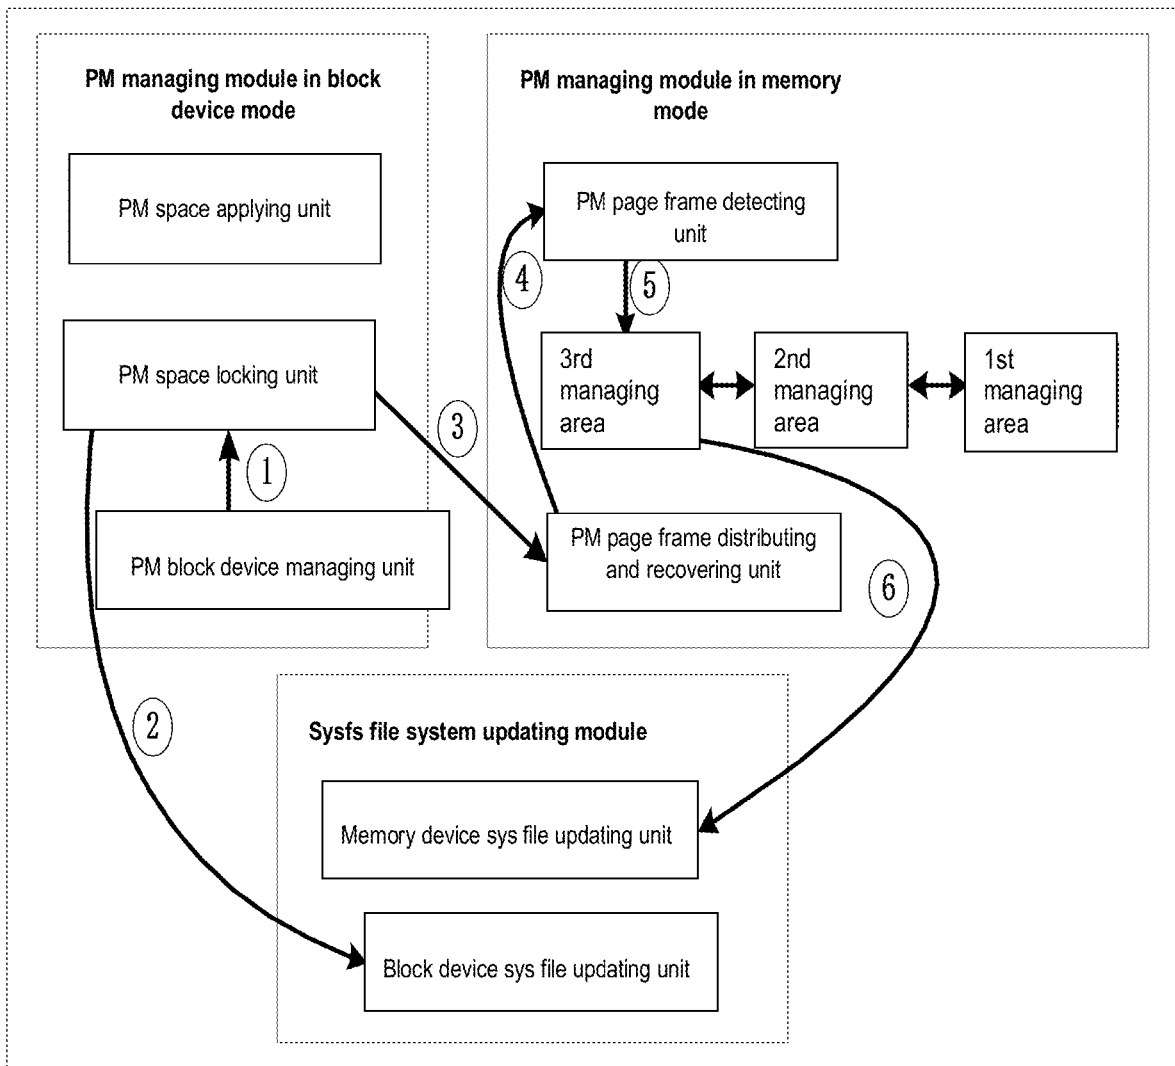 PM managing module in block
device mode
PM space applying unit
PM space locking unit
1
PM block device managing unit
2
3
PM managing module in memory
mode
PM page frame detecting
unit
4
5
3rd
managing
area
2nd
managing
area
1st
managing
area
PM page frame distributing
and recovering unit
6
Sysfs file system updating module
Memory device sys file updating unit
Block device sys file updating unit